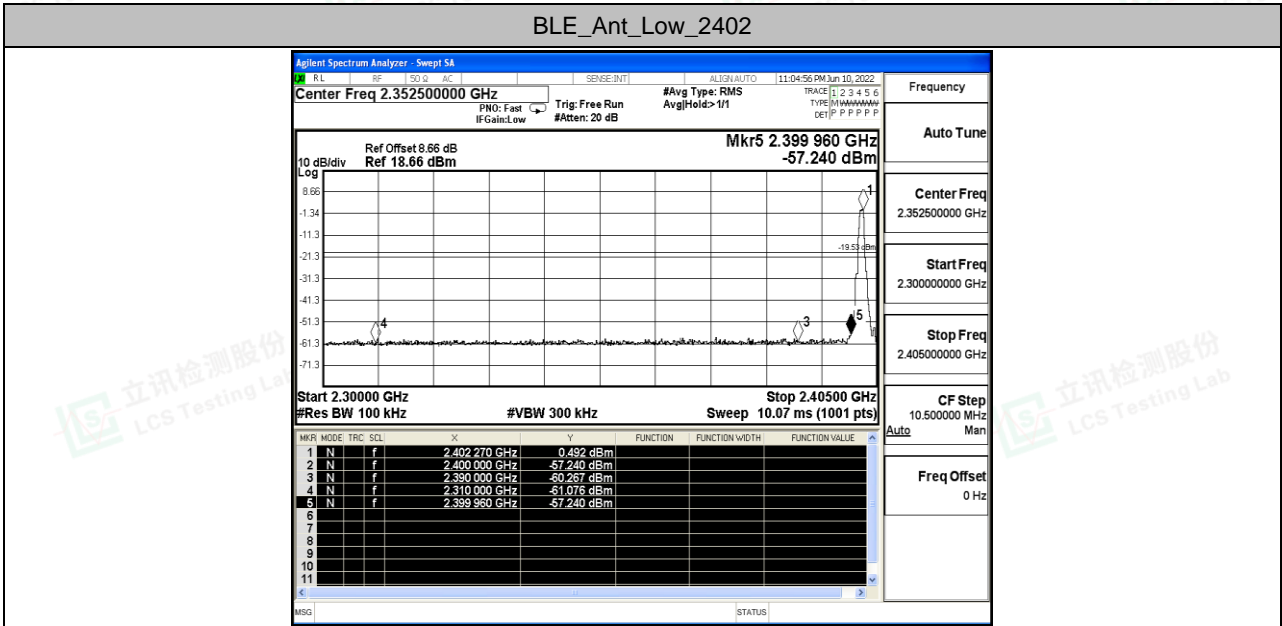 BLE_Ant_Low_2402
Agilent Spectrum Analyzer - Swept SA
LXI RL RF 50 Ω AC SENSE:INT ALIGN AUTO 11:04:56 PM Jun 10, 2022
Center Freq 2.352500000 GHz #Avg Type: RMS TRACE 1 2 3 4 5 6
PNO: Fast Trig: Free Run Avg|Hold:>1/1 TYPE M WWWWW
IFGain:Low #Atten: 20 dB DET P P P P P P
Mkr5 2.399 960 GHz
-57.240 dBm
Ref Offset 8.66 dB
10 dB/div Ref 18.66 dBm
Log
8.66
-1.34
-11.3
-21.3
-31.3
-41.3
-51.3
-61.3
-71.3
1
-19.53 dBm
4
3
5
Start 2.30000 GHz Stop 2.40500 GHz
#Res BW 100 kHz #VBW 300 kHz Sweep 10.07 ms (1001 pts)
MKR MODE TRC SCL X Y FUNCTION FUNCTION WIDTH FUNCTION VALUE
1 N f 2.402 270 GHz 0.492 dBm
2 N f 2.400 000 GHz -57.240 dBm
3 N f 2.390 000 GHz -60.267 dBm
4 N f 2.310 000 GHz -61.076 dBm
5 N f 2.399 960 GHz -57.240 dBm
6
7
8
9
10
11
MSG STATUS
Frequency
Auto Tune
Center Freq
2.352500000 GHz
Start Freq
2.300000000 GHz
Stop Freq
2.405000000 GHz
CF Step
10.500000 MHz
Auto Man
Freq Offset
0 Hz
立讯检测股份
LCS Testing Lab
立讯检测股份
LCS Testing Lab